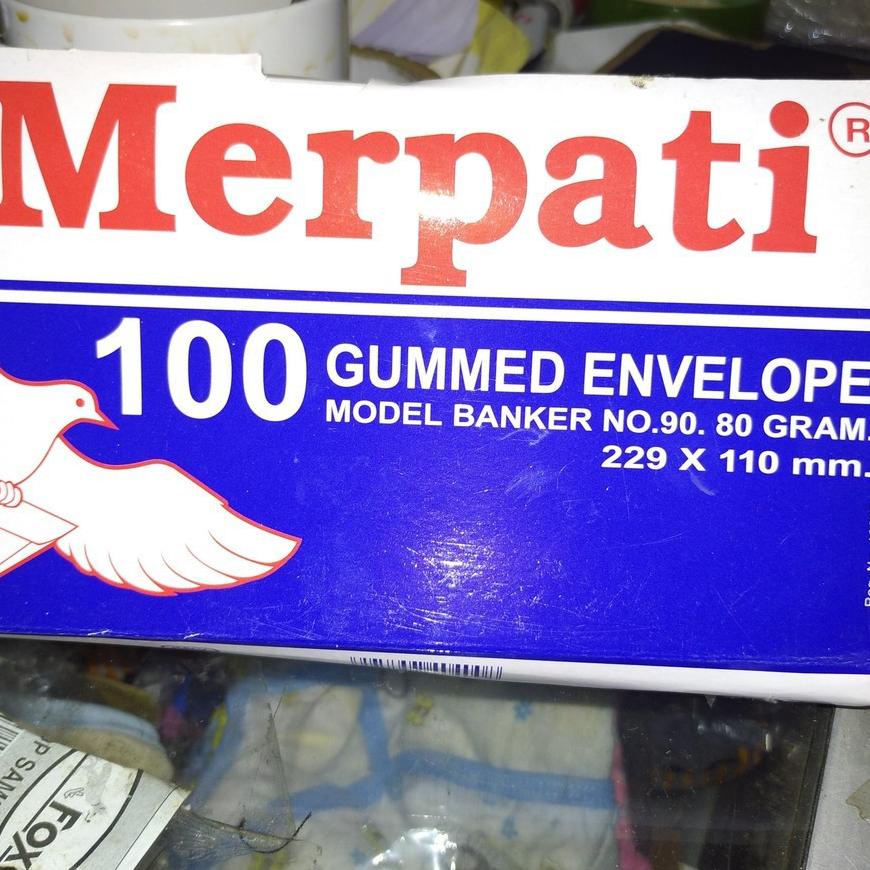 Merpati®
100 GUMMED ENVELOPE
MODEL BANKER NO.90. 80 GRAM.
229 X 110 mm.